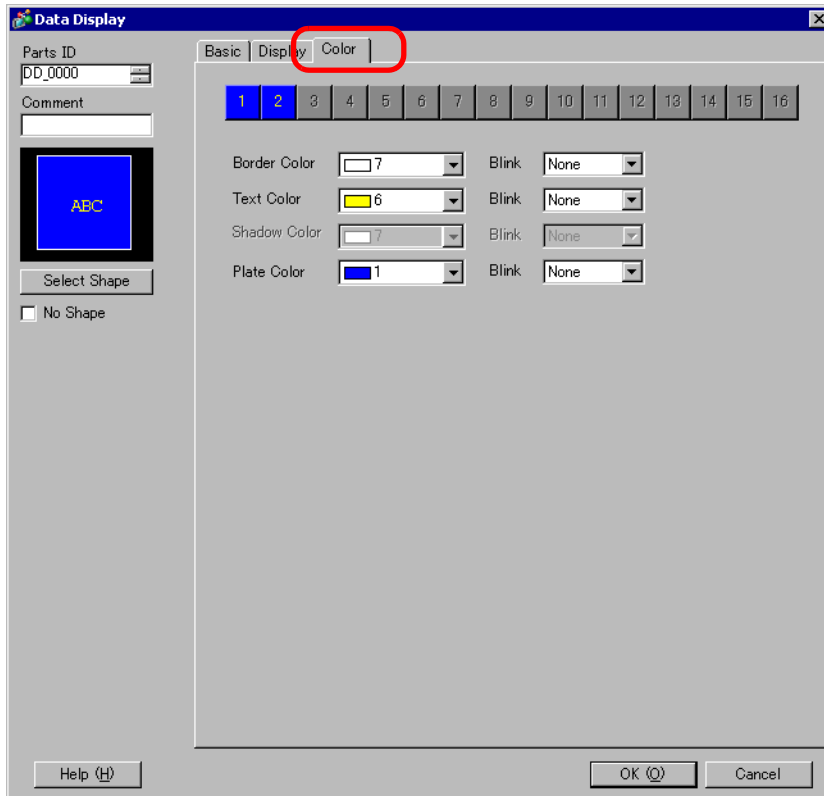 Data Display
Parts ID
DD_0000
Comment
ABC
Select Shape
No Shape
Basic Display Color
1 2 3 4 5 6 7 8 9 10 11 12 13 14 15 16
Border Color 7 Blink None
Text Color 6 Blink None
Shadow Color 7 Blink None
Plate Color 1 Blink None
Help (H) OK (O) Cancel